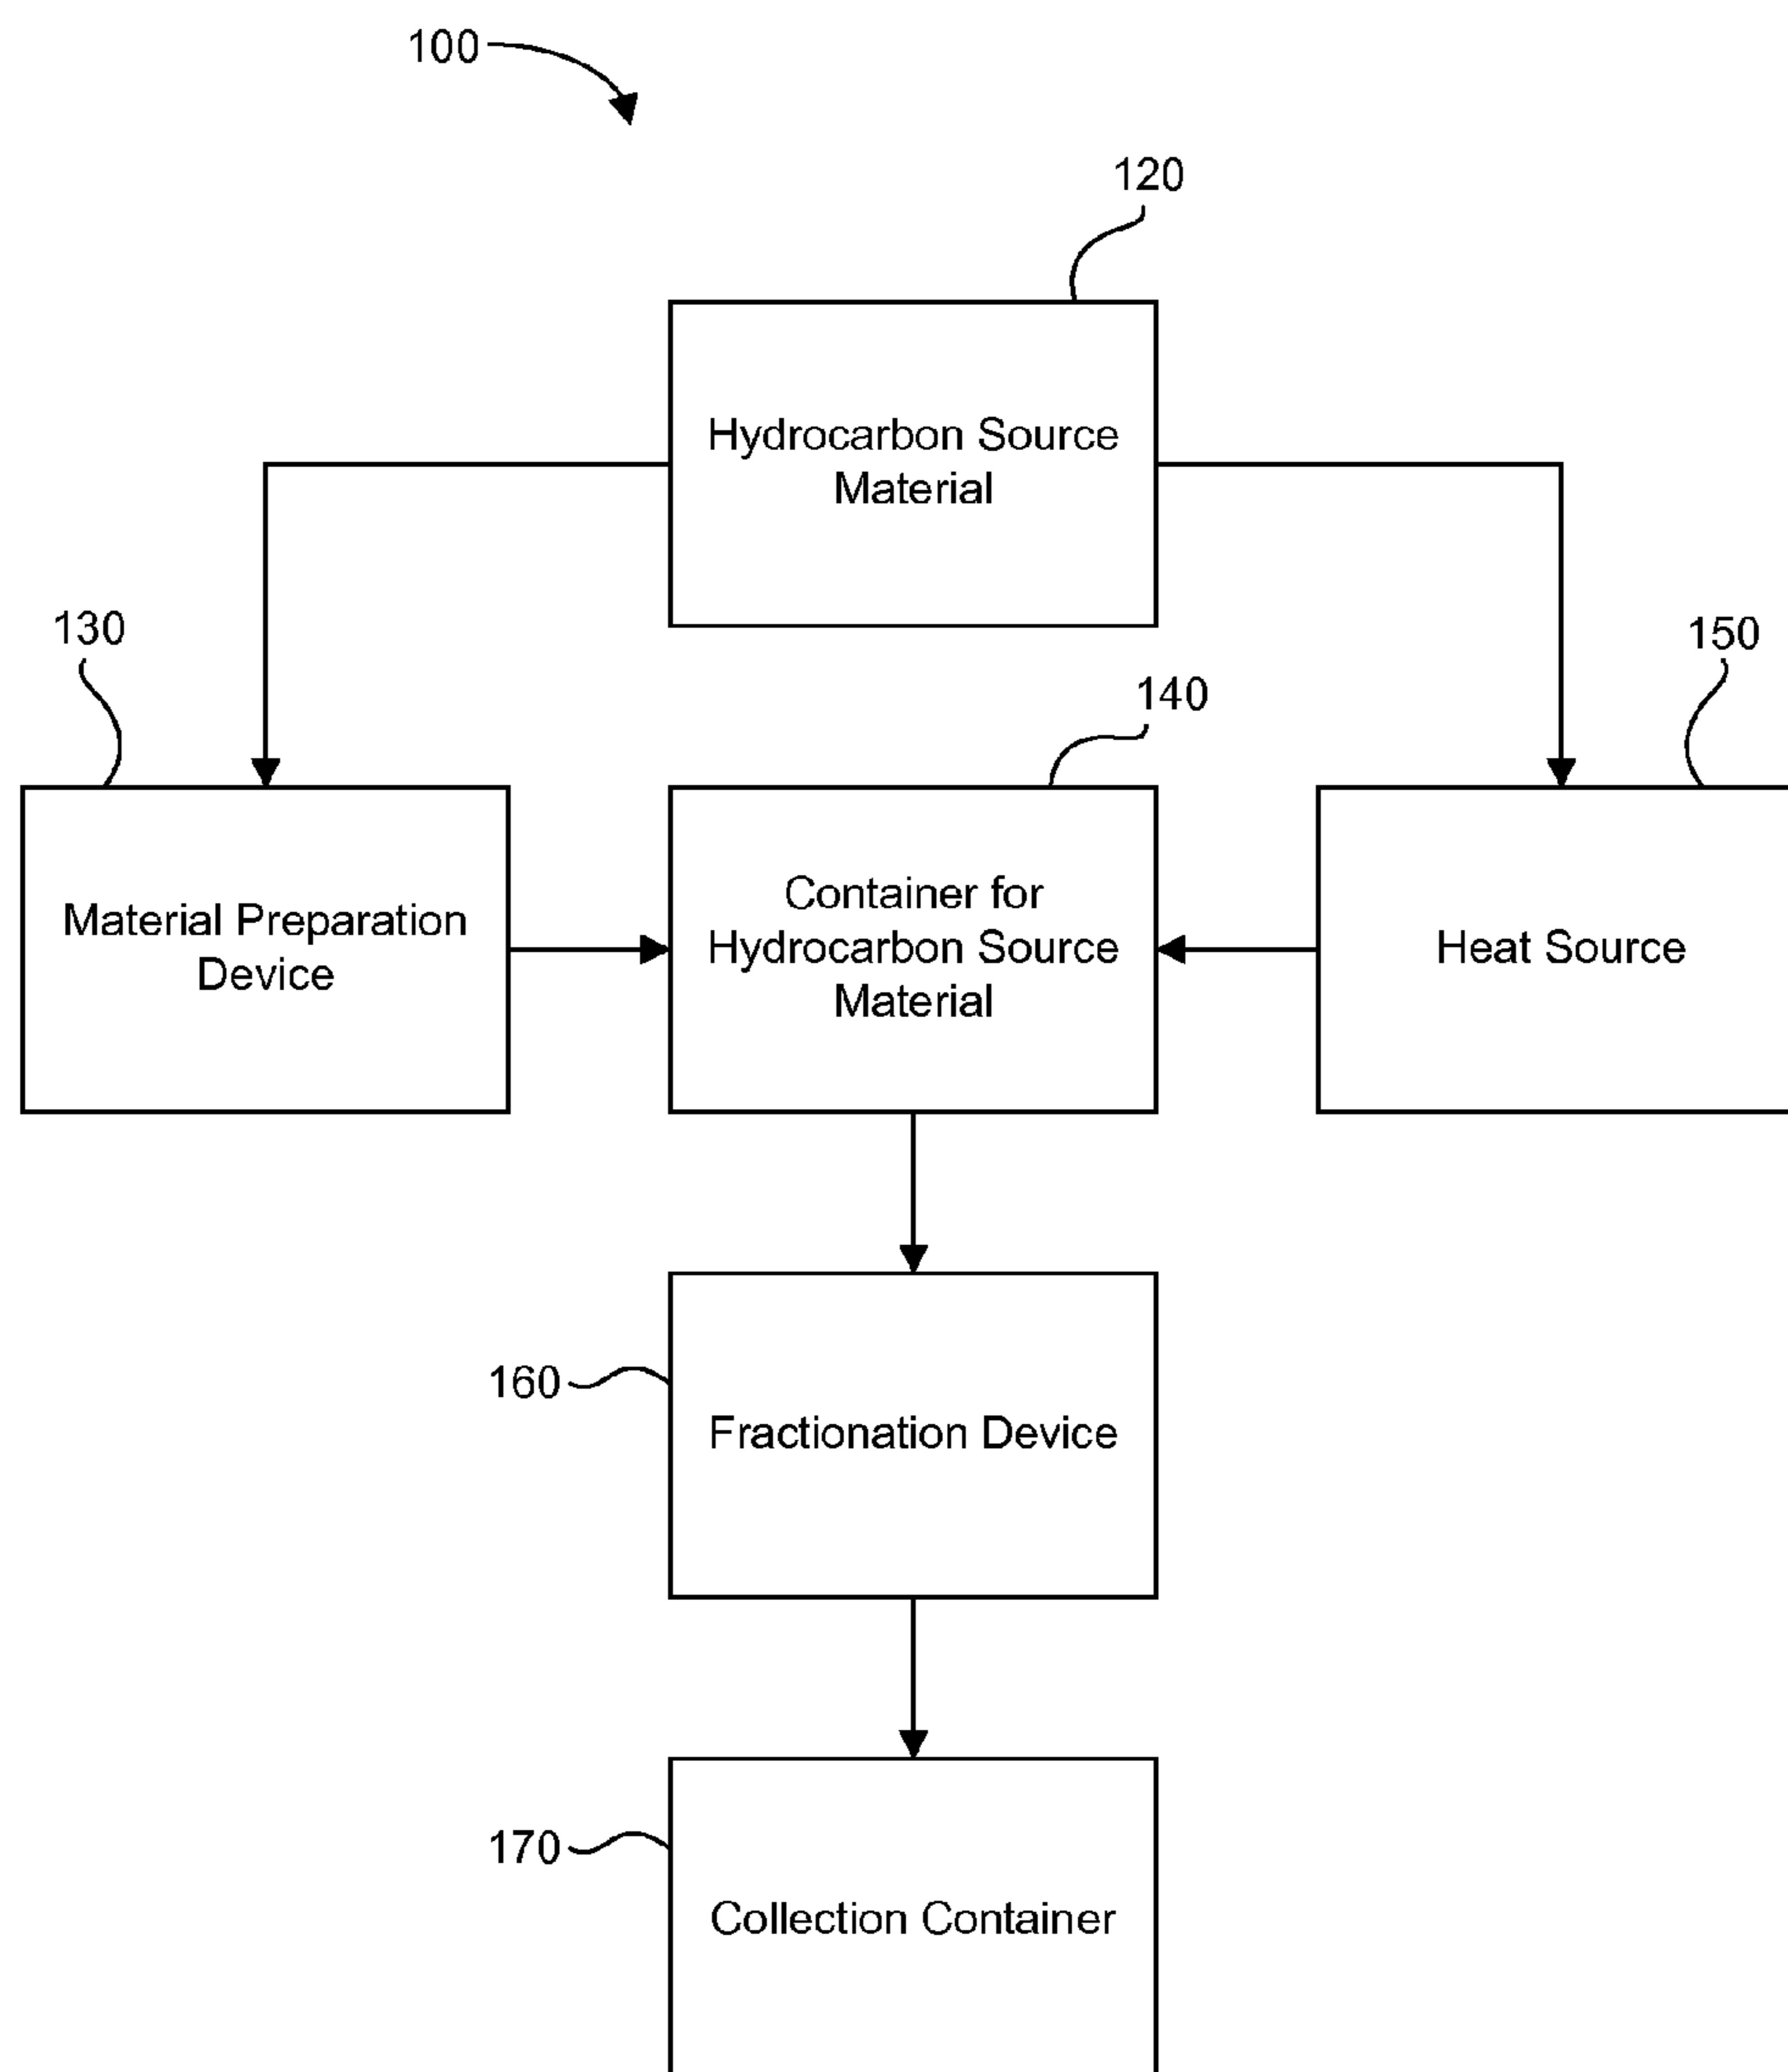 100
120
Hydrocarbon Source
Material
130
150
140
Material Preparation
Device
Container for
Hydrocarbon Source
Material
Heat Source
160
Fractionation Device
170
Collection Container